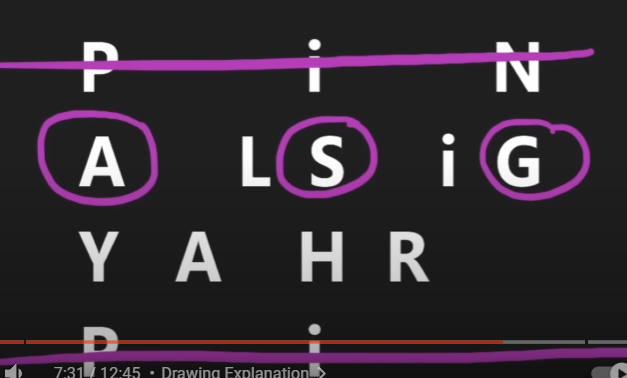 P i N
A L S i G
Y A H R
P i
7:31 / 12:45 • Drawing Explanation >